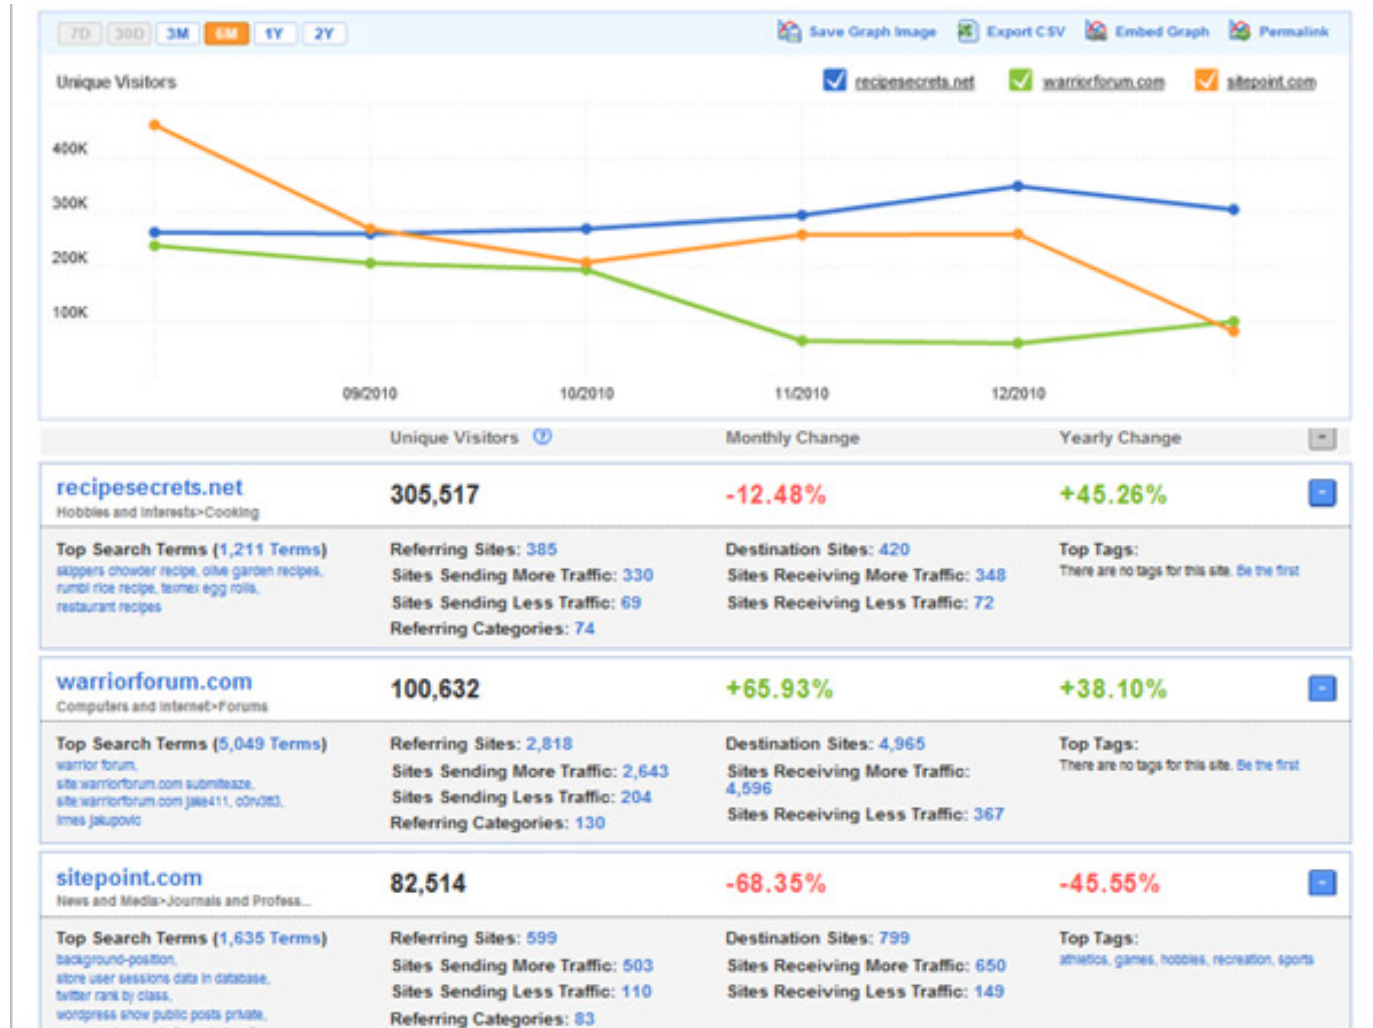 7D 30D 3M 6M 1Y 2Y Save Graph Image Export CSV Embed Graph Permalink
Unique Visitors recipesecrets.net warriorforum.com sitepoint.com
400K
300K
200K
100K
09/2010 10/2010 11/2010 12/2010
Unique Visitors ? Monthly Change Yearly Change -
recipesecrets.net 305,517 -12.48% +45.26% -
Hobbies and Interests>Cooking
Top Search Terms (1,211 Terms) Referring Sites: 385 Destination Sites: 420 Top Tags:
skippers chowder recipe, olive garden recipes, Sites Sending More Traffic: 330 Sites Receiving More Traffic: 348 There are no tags for this site. Be the first
rumbi rice recipe, texmex egg rolls, Sites Sending Less Traffic: 69 Sites Receiving Less Traffic: 72
restaurant recipes
Referring Categories: 74
warriorforum.com 100,632 +65.93% +38.10% -
Computers and Internet>Forums
Top Search Terms (5,049 Terms) Referring Sites: 2,818 Destination Sites: 4,965 Top Tags:
warrior forum, Sites Sending More Traffic: 2,643 Sites Receiving More Traffic: There are no tags for this site. Be the first
site:warriorforum.com submiteaze, 4,596
site:warriorforum.com jake411, Sites Sending Less Traffic: 204 Sites Receiving Less Traffic: 367
imes jakupovic Referring Categories: 130
sitepoint.com 82,514 -68.35% -45.55% -
News and Media>Journals and Profess...
Top Search Terms (1,635 Terms) Referring Sites: 599 Destination Sites: 799 Top Tags:
background-position, Sites Sending More Traffic: 503 Sites Receiving More Traffic: 650 athletics, games, hobbies, recreation, sports
store user sessions data in database,
twitter rank by class, Sites Sending Less Traffic: 110 Sites Receiving Less Traffic: 149
wordpress show public posts private, Referring Categories: 83